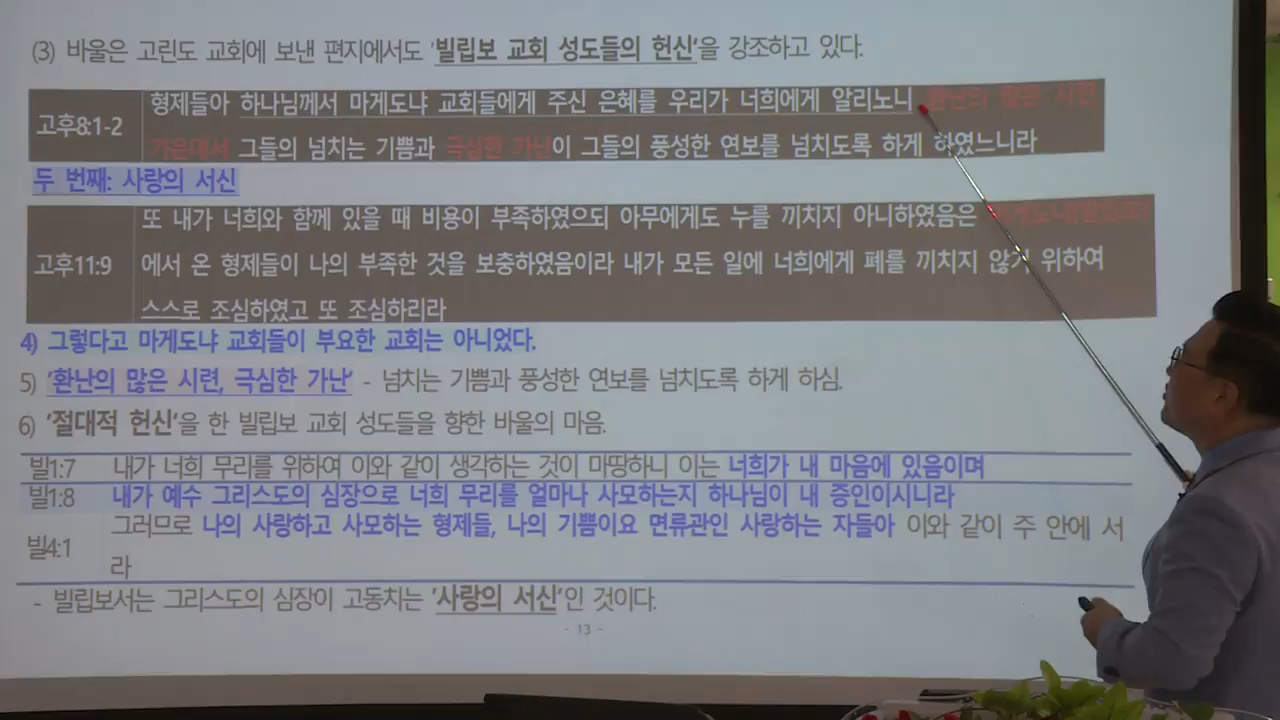 (3) 바울은 고린도 교회에 보낸 편지에서도 '빌립보 교회 성도들의 헌신'을 강조하고 있다.
고후8:1-2
형제들아 하나님께서 마게도냐 교회들에게 주신 은혜를 우리가 너희에게 알리노니 환난의 많은 시련
가운데서 그들의 넘치는 기쁨과 극심한 가난이 그들의 풍성한 연보를 넘치도록 하게 하였느니라
두 번째: 사랑의 서신
고후11:9
또 내가 너희와 함께 있을 때 비용이 부족하였으되 아무에게도 누를 끼치지 아니하였음은
에서 온 형제들이 나의 부족한 것을 보충하였음이라 내가 모든 일에 너희에게 폐를 끼치지 않기 위하여
스스로 조심하였고 또 조심하리라
4) 그렇다고 마게도냐 교회들이 부요한 교회는 아니었다.
5) '환난의 많은 시련, 극심한 가난' - 넘치는 기쁨과 풍성한 연보를 넘치도록 하게 하심.
6) '절대적 헌신'을 한 빌립보 교회 성도들을 향한 바울의 마음.
빌1:7 내가 너희 무리를 위하여 이와 같이 생각하는 것이 마땅하니 이는 너희가 내 마음에 있음이며
빌1:8 내가 예수 그리스도의 심장으로 너희 무리를 얼마나 사모하는지 하나님이 내 증인이시니라
빌4:1 그러므로 나의 사랑하고 사모하는 형제들, 나의 기쁨이요 면류관인 사랑하는 자들아 이와 같이 주 안에 서
라
- 빌립보서는 그리스도의 심장이 고동치는 '사랑의 서신'인 것이다.
- 13 -